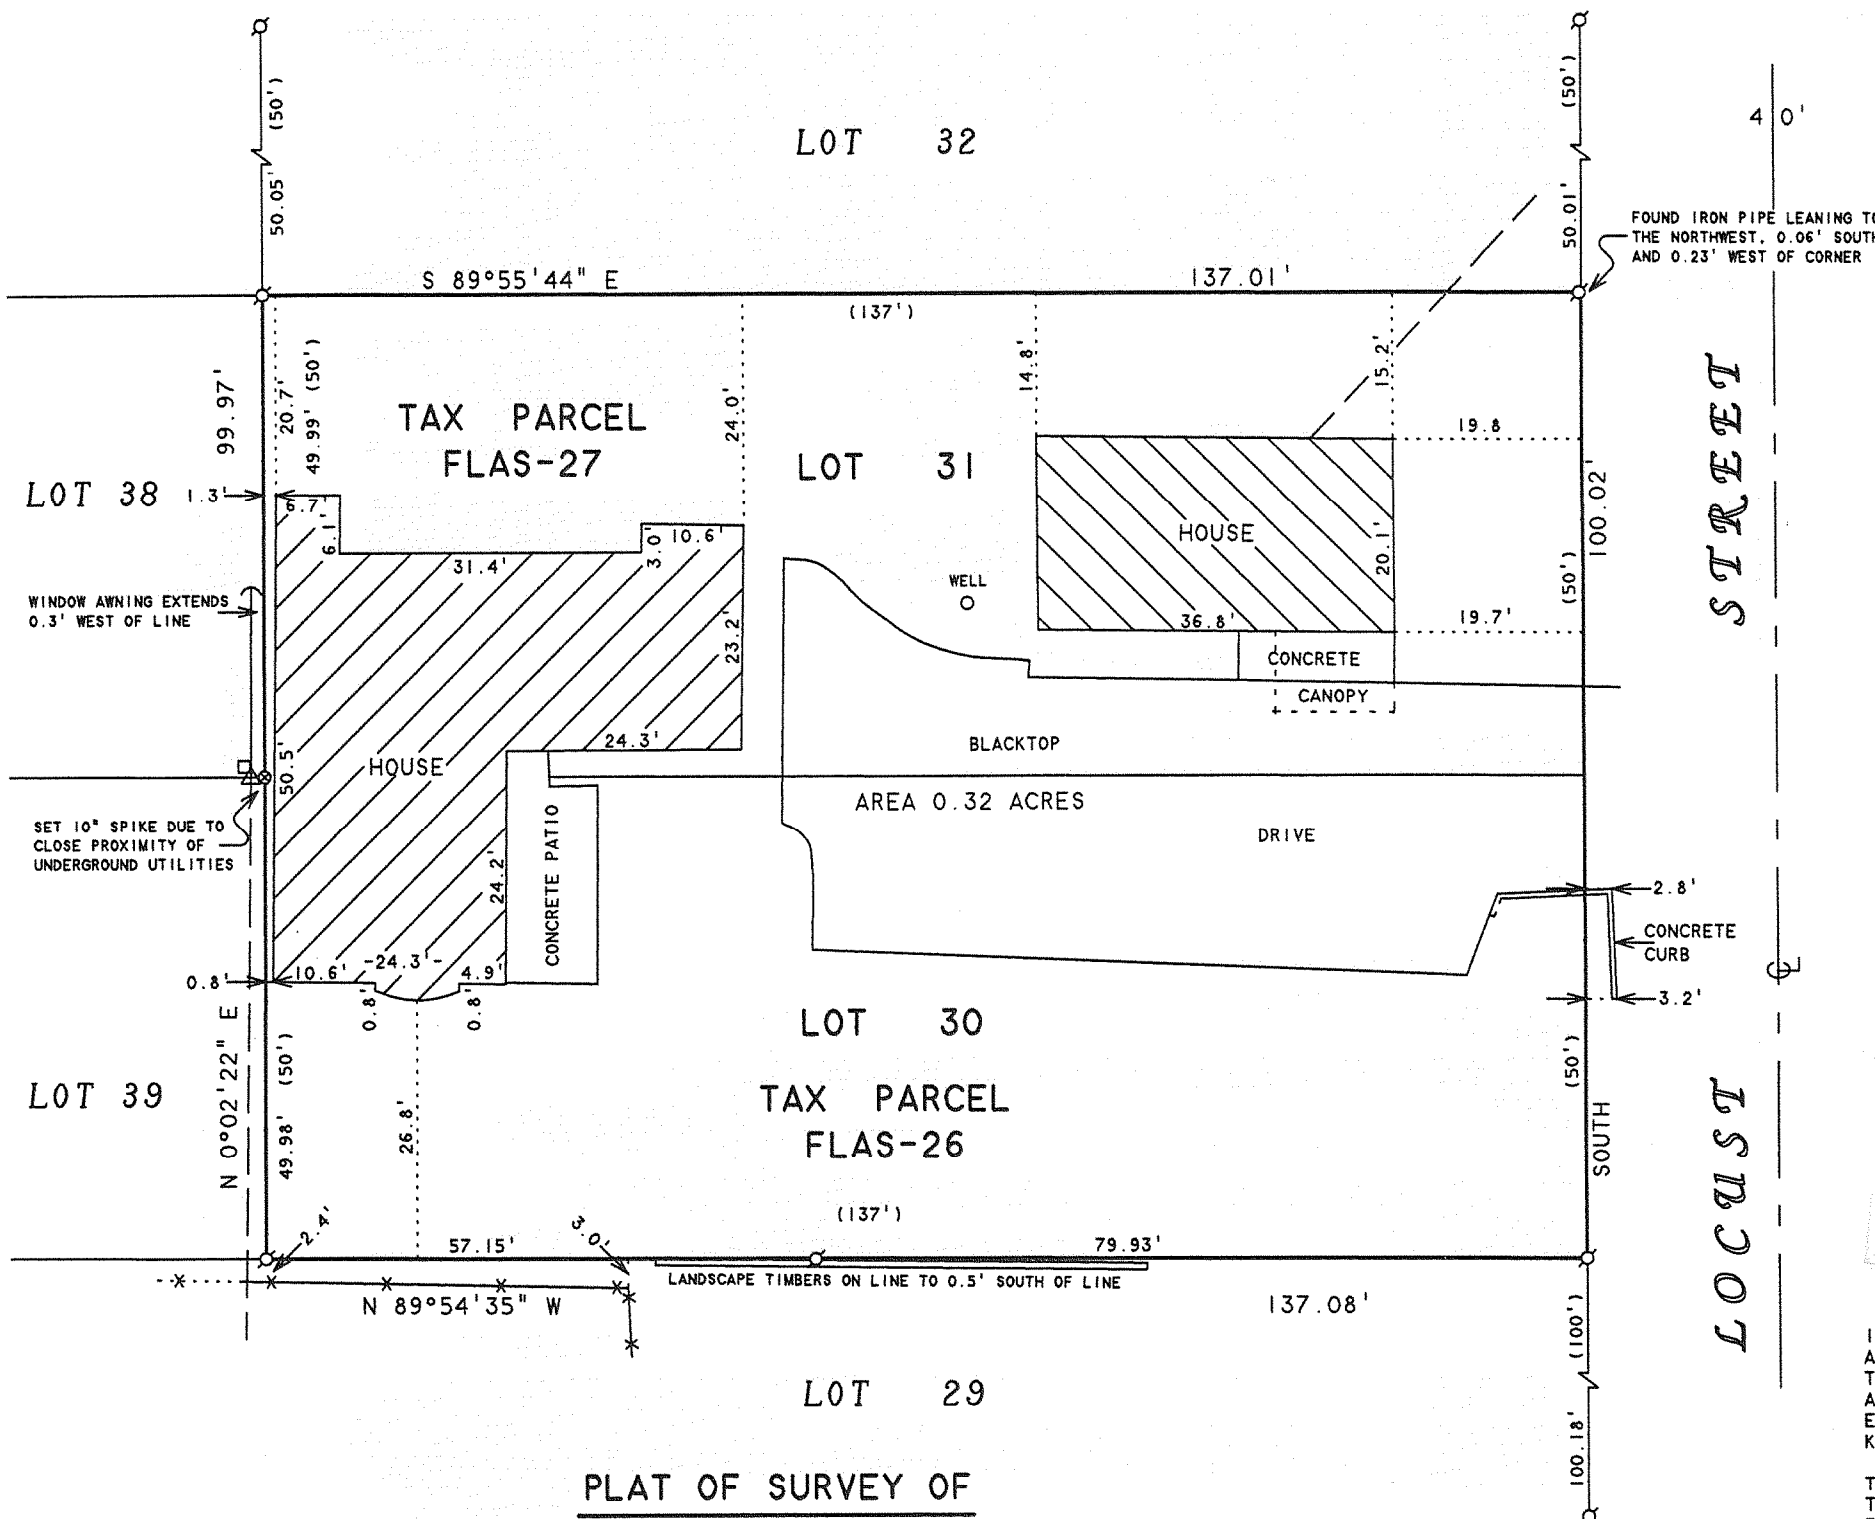 (50')
50.05'
LOT 32
(50')
50.01'
40'
FOUND IRON PIPE LEANING TO
THE NORTHWEST, 0.06' SOUTH
AND 0.23' WEST OF CORNER
S 89°55'44" E
137.01'
(137')
99.97'
20.7'
49.99' (50')
TAX PARCEL
FLAS-27
24.0'
LOT 31
14.8'
15.2'
19.8
100.02'
STREET
LOT 38
1.3'
6.7'
6.1'
31.4'
3.0'
10.6'
HOUSE
20.1'
(50')
WINDOW AWNING EXTENDS
0.3' WEST OF LINE
WELL
23.2'
36.8'
19.7'
CONCRETE
CANOPY
24.3'
BLACKTOP
HOUSE
50.5'
AREA 0.32 ACRES
SET 10" SPIKE DUE TO
CLOSE PROXIMITY OF
UNDERGROUND UTILITIES
DRIVE
24.2'
CONCRETE PATIO
2.8'
CONCRETE
CURB
3.2'
0.8'
10.6'
-24.3'-
4.9'
0.8'
0.8'
LOT 30
TAX PARCEL
FLAS-26
LOT 39
N 0°02'22" E
49.98' (50')
26.8'
(50')
SOUTH
LOCUST
(137')
2.4'
57.15'
3.0'
79.93'
LANDSCAPE TIMBERS ON LINE TO 0.5' SOUTH OF LINE
N 89°54'35" W
137.08'
LOT 29
(100')
100.18'
PLAT OF SURVEY OF
I
A
T
A
E
K
T
T